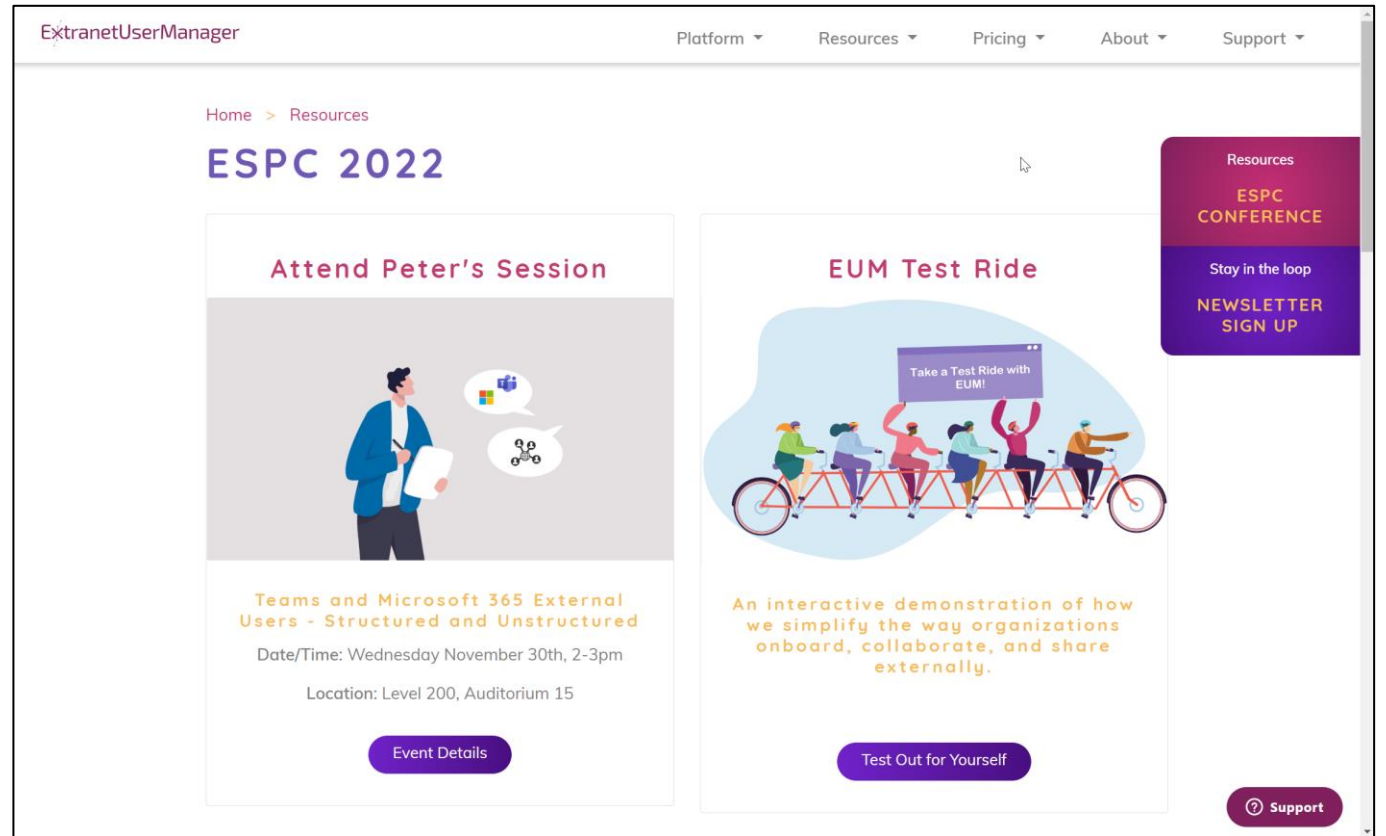 ExtranetUserManager
Platform Resources Pricing About Support
Home > Resources
ESPC 2022
Attend Peter's Session
Teams and Microsoft 365 External
Users - Structured and Unstructured
Date/Time: Wednesday November 30th, 2-3pm
Location: Level 200, Auditorium 15
Event Details
EUM Test Ride
Take a Test Ride with
EUM!
An interactive demonstration of how
we simplify the way organizations
onboard, collaborate, and share
externally.
Test Out for Yourself
Resources
ESPC
CONFERENCE
Stay in the loop
NEWSLETTER
SIGN UP
Support